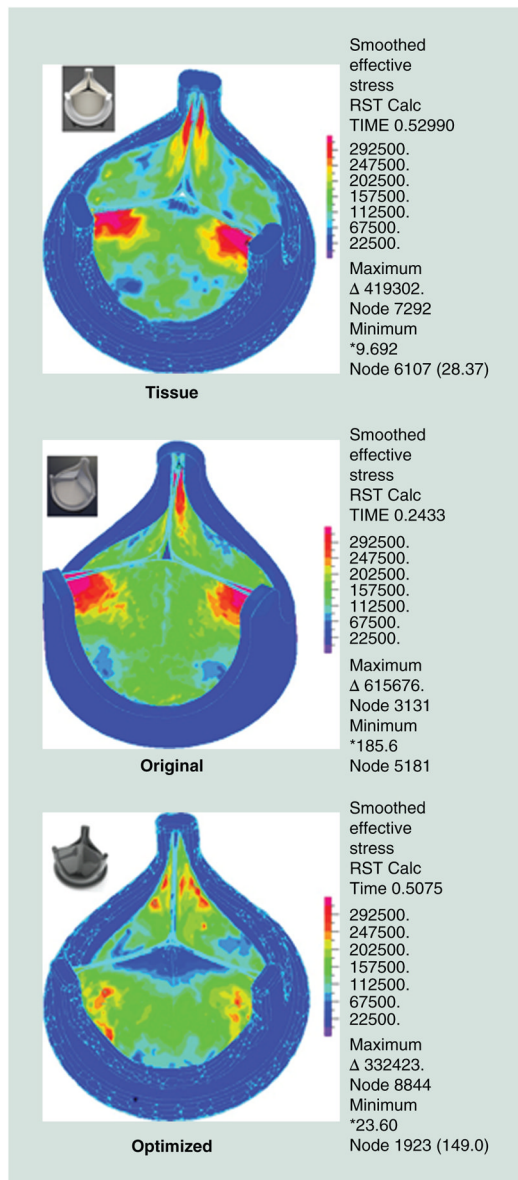 Smoothed
effective
stress
RST Calc
TIME 0.52990
292500.
247500.
202500.
157500.
112500.
67500.
22500.
Maximum
Δ 419302.
Node 7292
Minimum
*9.692
Node 6107 (28.37)
Tissue
Smoothed
effective
stress
RST Calc
TIME 0.2433
292500.
247500.
202500.
157500.
112500.
67500.
22500.
Maximum
Δ 615676.
Node 3131
Minimum
*185.6
Node 5181
Original
Smoothed
effective
stress
RST Calc
Time 0.5075
292500.
247500.
202500.
157500.
112500.
67500.
22500.
Maximum
Δ 332423.
Node 8844
Minimum
*23.60
Node 1923 (149.0)
Optimized